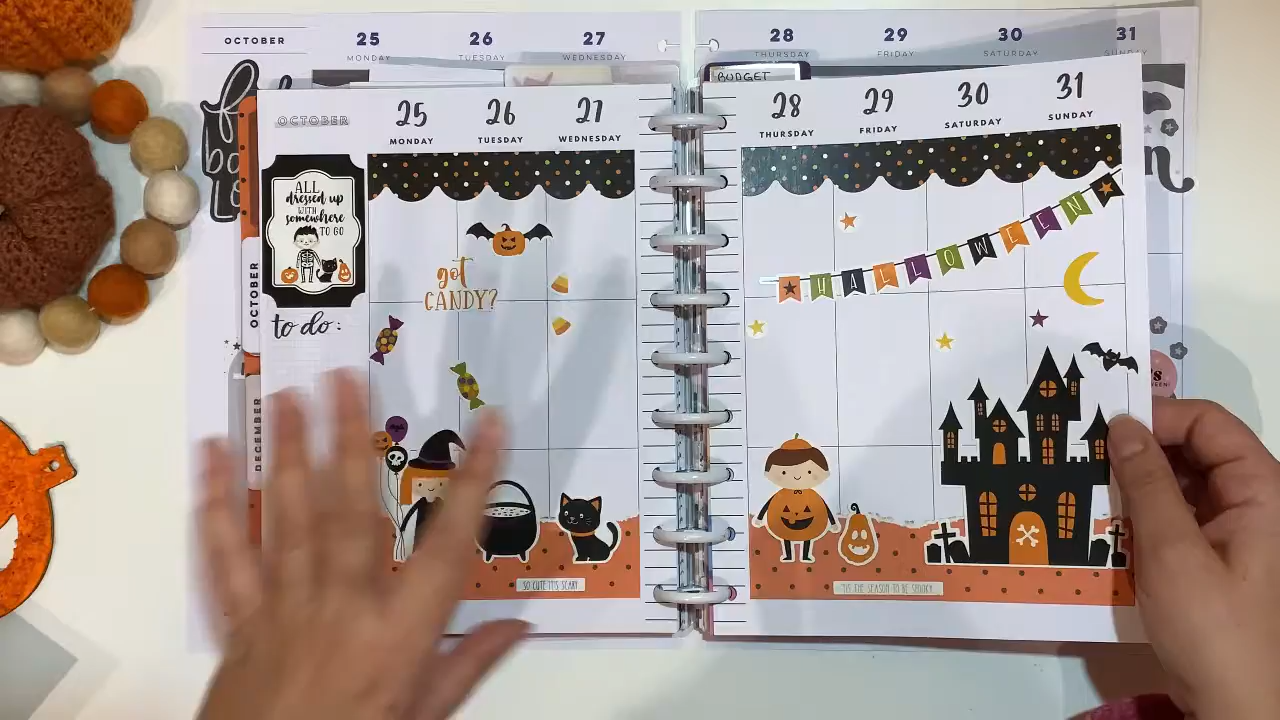 OCTOBER
25
MONDAY
26
TUESDAY
27
WEDNESDAY
28
THURSDAY
29
FRIDAY
30
SATURDAY
31
SUNDAY
BUDGET
OCTOBER
25
MONDAY
26
TUESDAY
27
WEDNESDAY
28
THURSDAY
29
FRIDAY
30
SATURDAY
31
SUNDAY
ALL
dressed up
WITH
somewhere
TO GO
got
CANDY?
HALLOWEEN
to do:
OCTOBER
DECEMBER
SO CUTE IT'S SCARY
'TIS THE SEASON TO BE SPOOKY